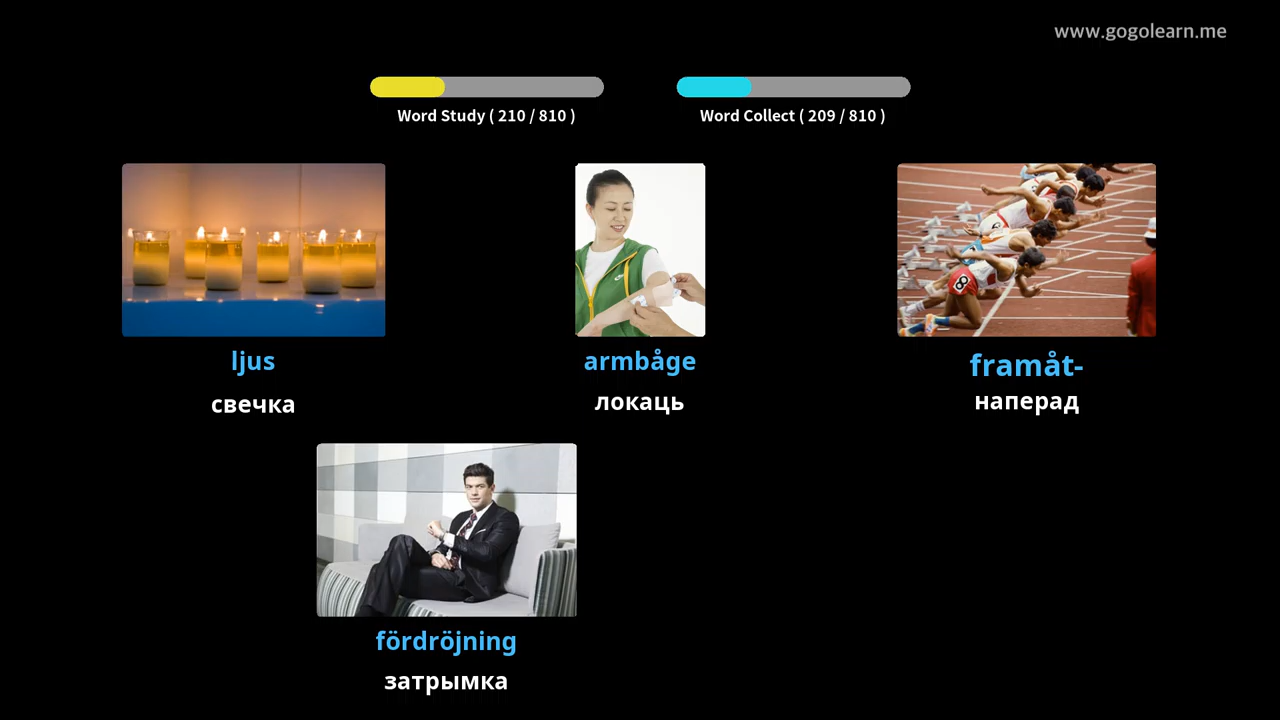 www.gogolearn.me
Word Study ( 210 / 810 )
Word Collect ( 209 / 810 )
ljus
свечка
armbåge
локаць
framåt-
наперад
fördröjning
затрымка